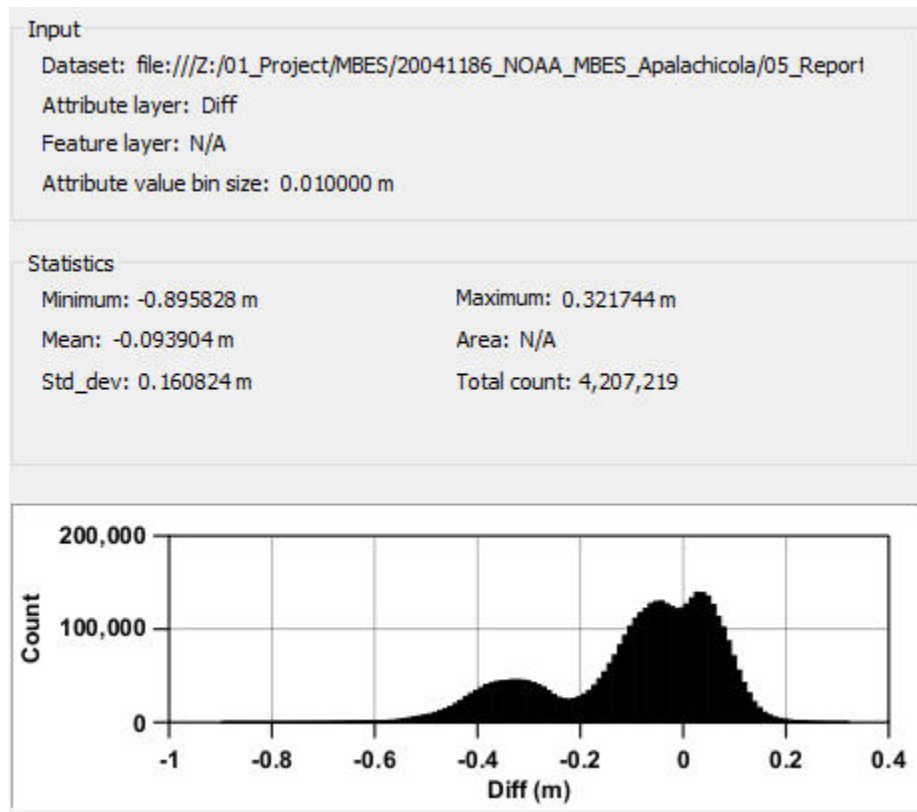 Input
Dataset: file:///Z:/01_Project/MBES/20041186_NOAA_MBES_Apalachicola/05_Report
Attribute layer: Diff
Feature layer: N/A
Attribute value bin size: 0.010000 m
Statistics
Minimum: -0.895828 m Maximum: 0.321744 m
Mean: -0.093904 m Area: N/A
Std_dev: 0.160824 m Total count: 4,207,219
200,000
100,000
0
Count
-1 -0.8 -0.6 -0.4 -0.2 0 0.2 0.4
Diff (m)